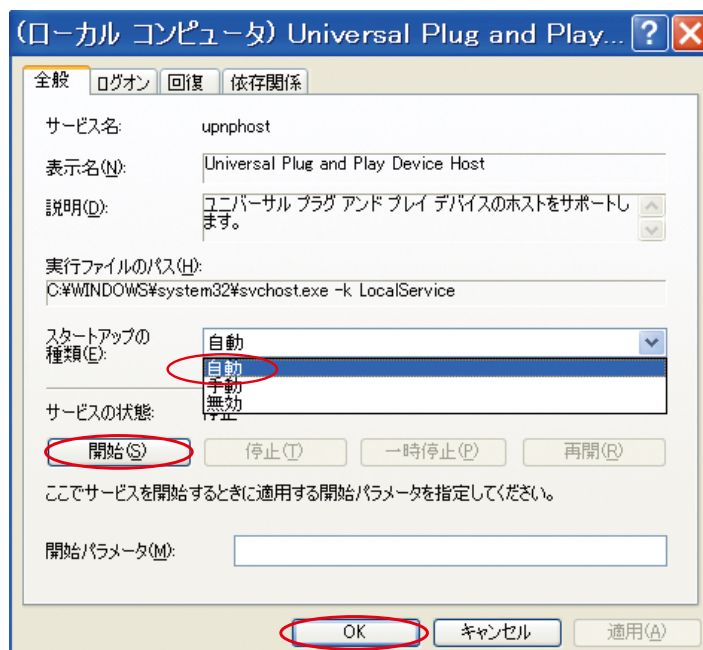 (ローカル コンピュータ) Universal Plug and Play...
全般 ログオン 回復 依存関係
サービス名: upnphost
表示名(N): Universal Plug and Play Device Host
説明(D): ユニバーサル プラグ アンド プレイ デバイスのホストをサポートし
ます。
実行ファイルのパス(H):
C:¥WINDOWS¥system32¥svchost.exe -k LocalService
スタートアップの
種類(E): 自動
自動
手動
無効
サービスの状態: 停止
開始(S) 停止(T) 一時停止(P) 再開(R)
ここでサービスを開始するときに適用する開始パラメータを指定してください。
開始パラメータ(M):
OK キャンセル 適用(A)